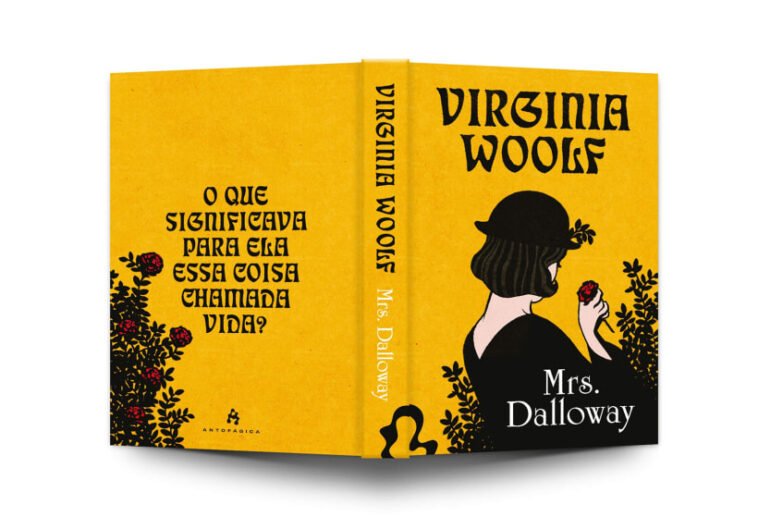 O QUE
SIGNIFICAVA
PARA ELA
ESSA COISA
CHAMADA
VIDA?
ANTOFÁGICA
VIRGINIA WOOLF
Mrs. Dalloway
VIRGINIA
WOOLF
Mrs.
Dalloway